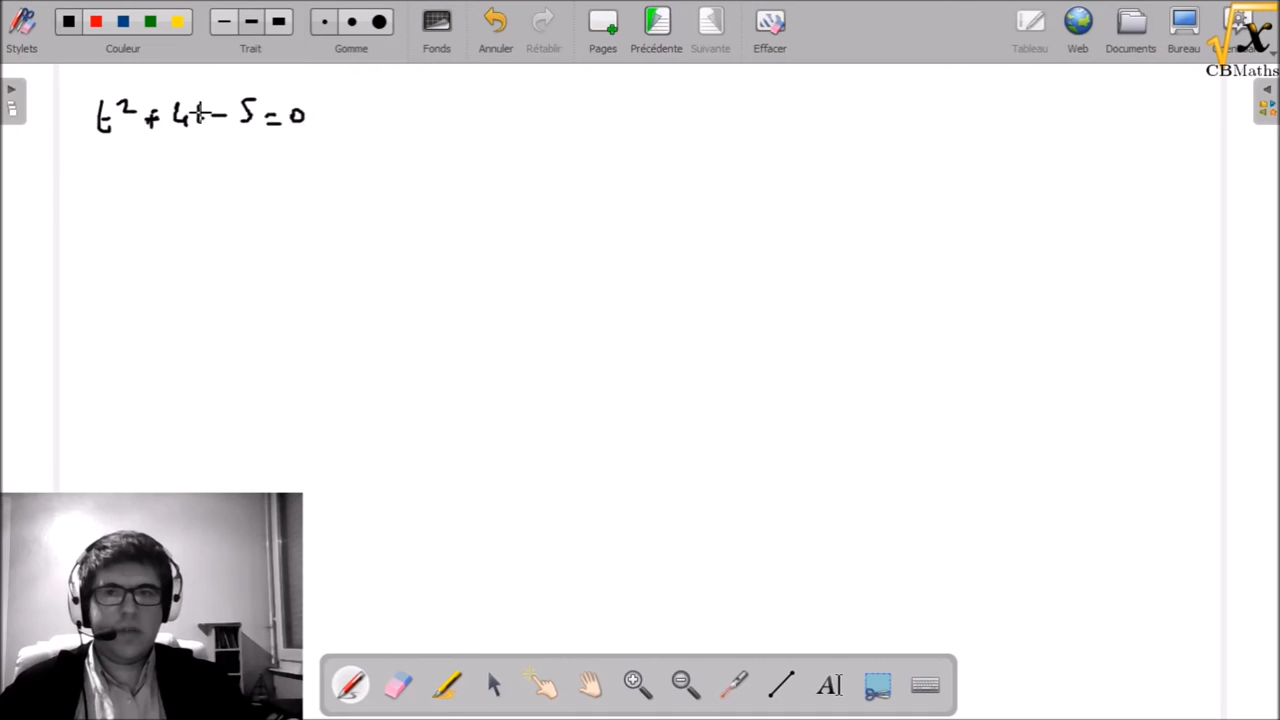 Stylets Couleur Trait Gomme Fonds Annuler Rétablir Pages Précédente Suivante Effacer Tableau Web Documents Bureau
CBMaths
t² + 4t - 5 = 0